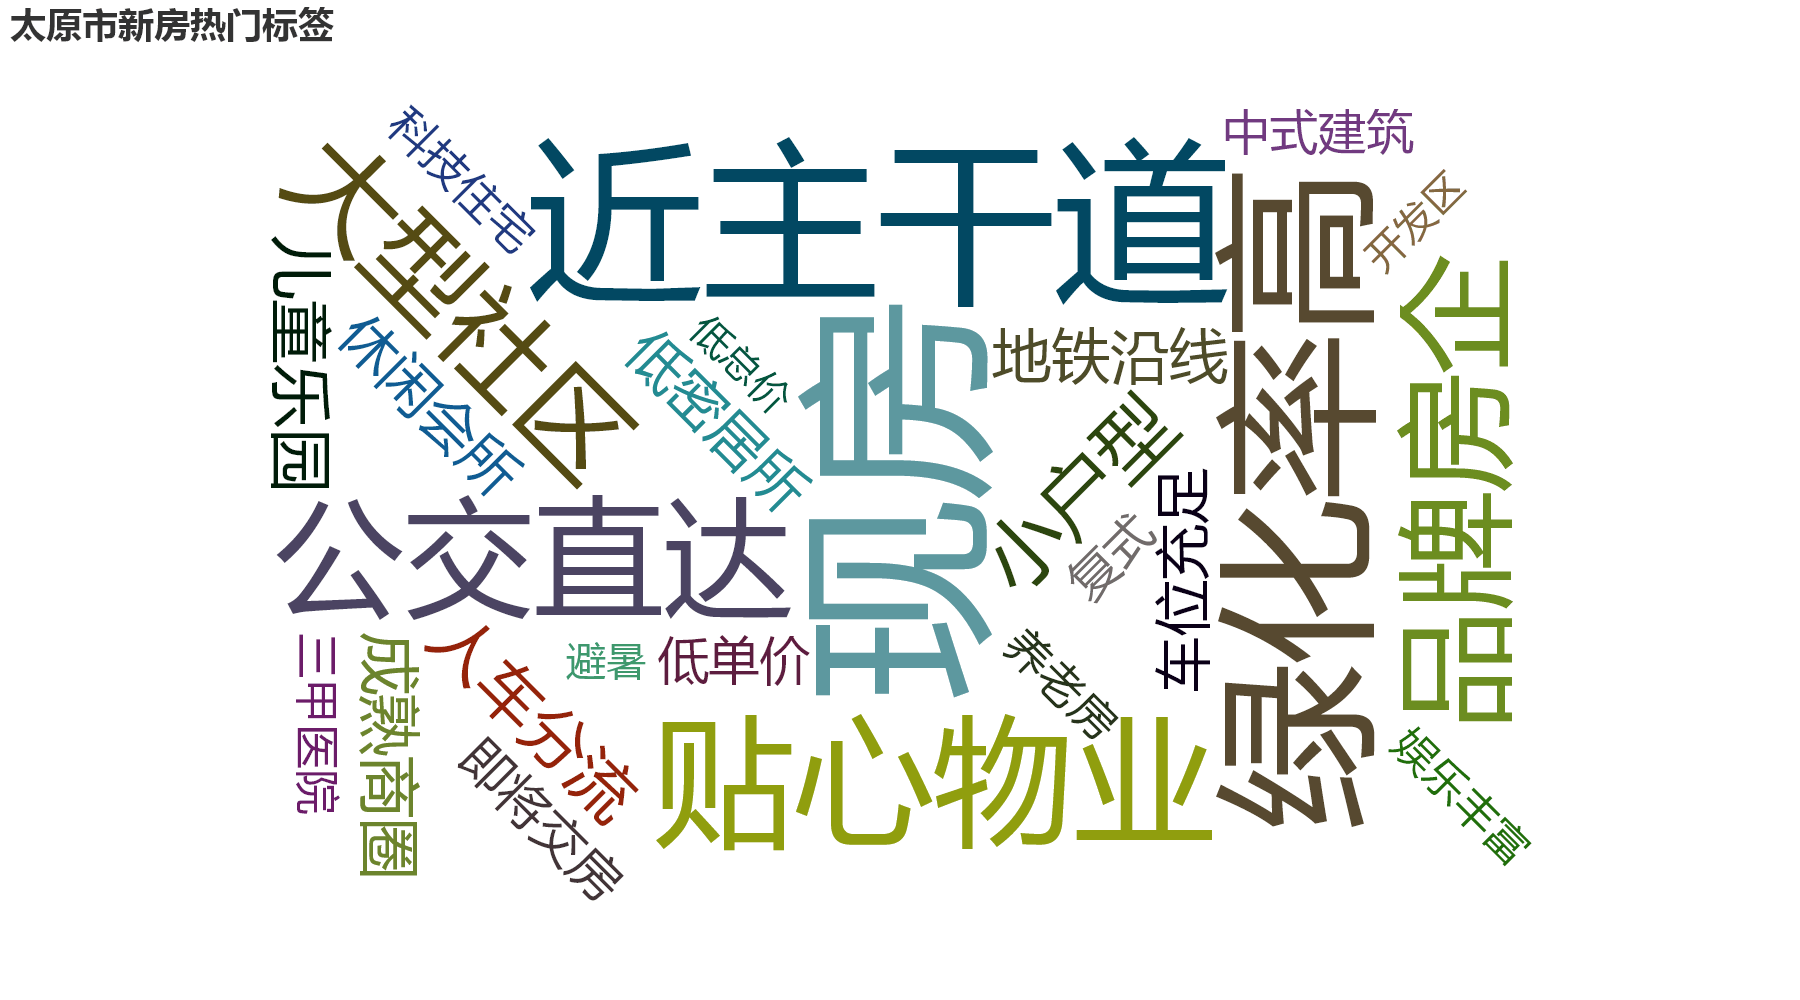 太原市新房热门标签
科技住宅
大型社区
近主干道
中式建筑
开发区
绿化率高
儿童乐园
休闲会所
低总价
低密居所
现房
地铁沿线
品牌房企
小户型
公交直达
复式
车位充足
三甲医院
成熟商圈
人车分流
避暑
低单价
养老房
即将交房
贴心物业
娱乐丰富